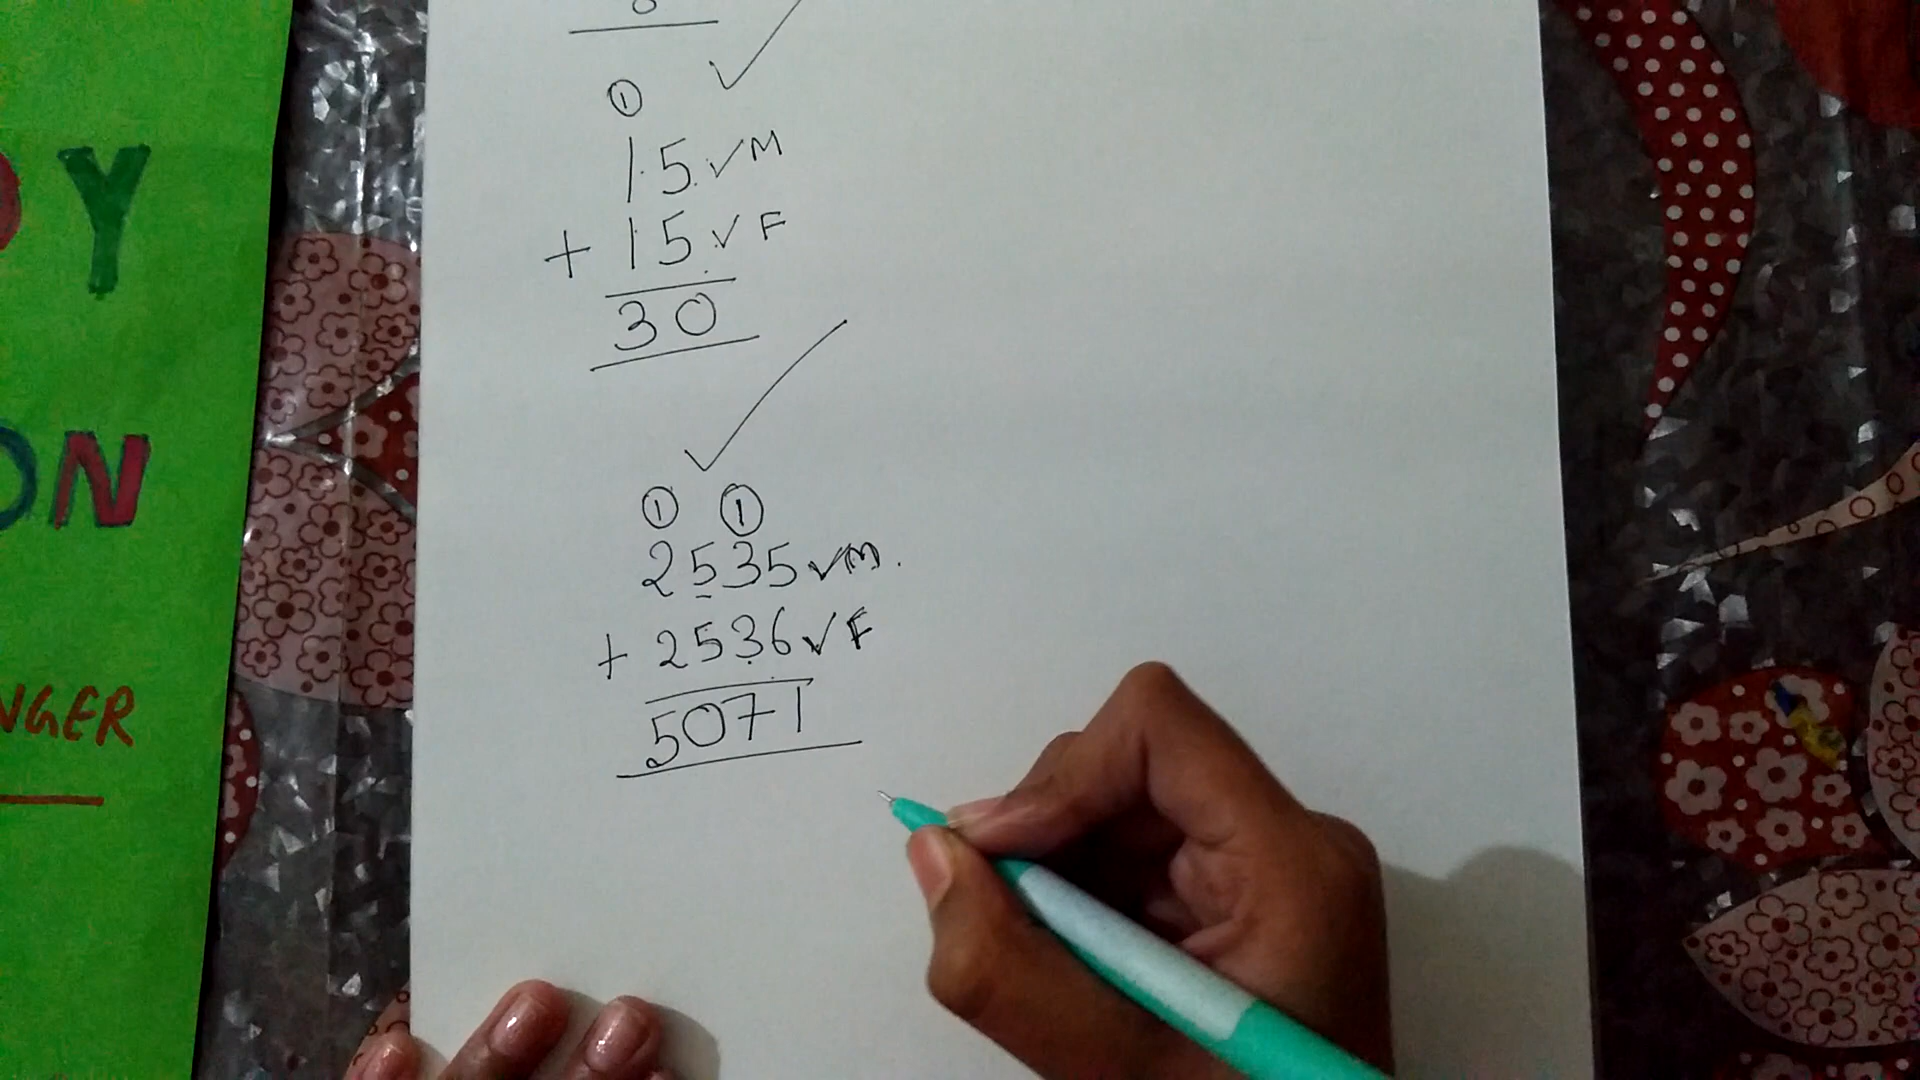 ①
15 ✓ M
+ 15 ✓ F
30
✓
① ①
2535 ✓ M.
+ 2536 ✓ F
5071
Y
ON
NGER